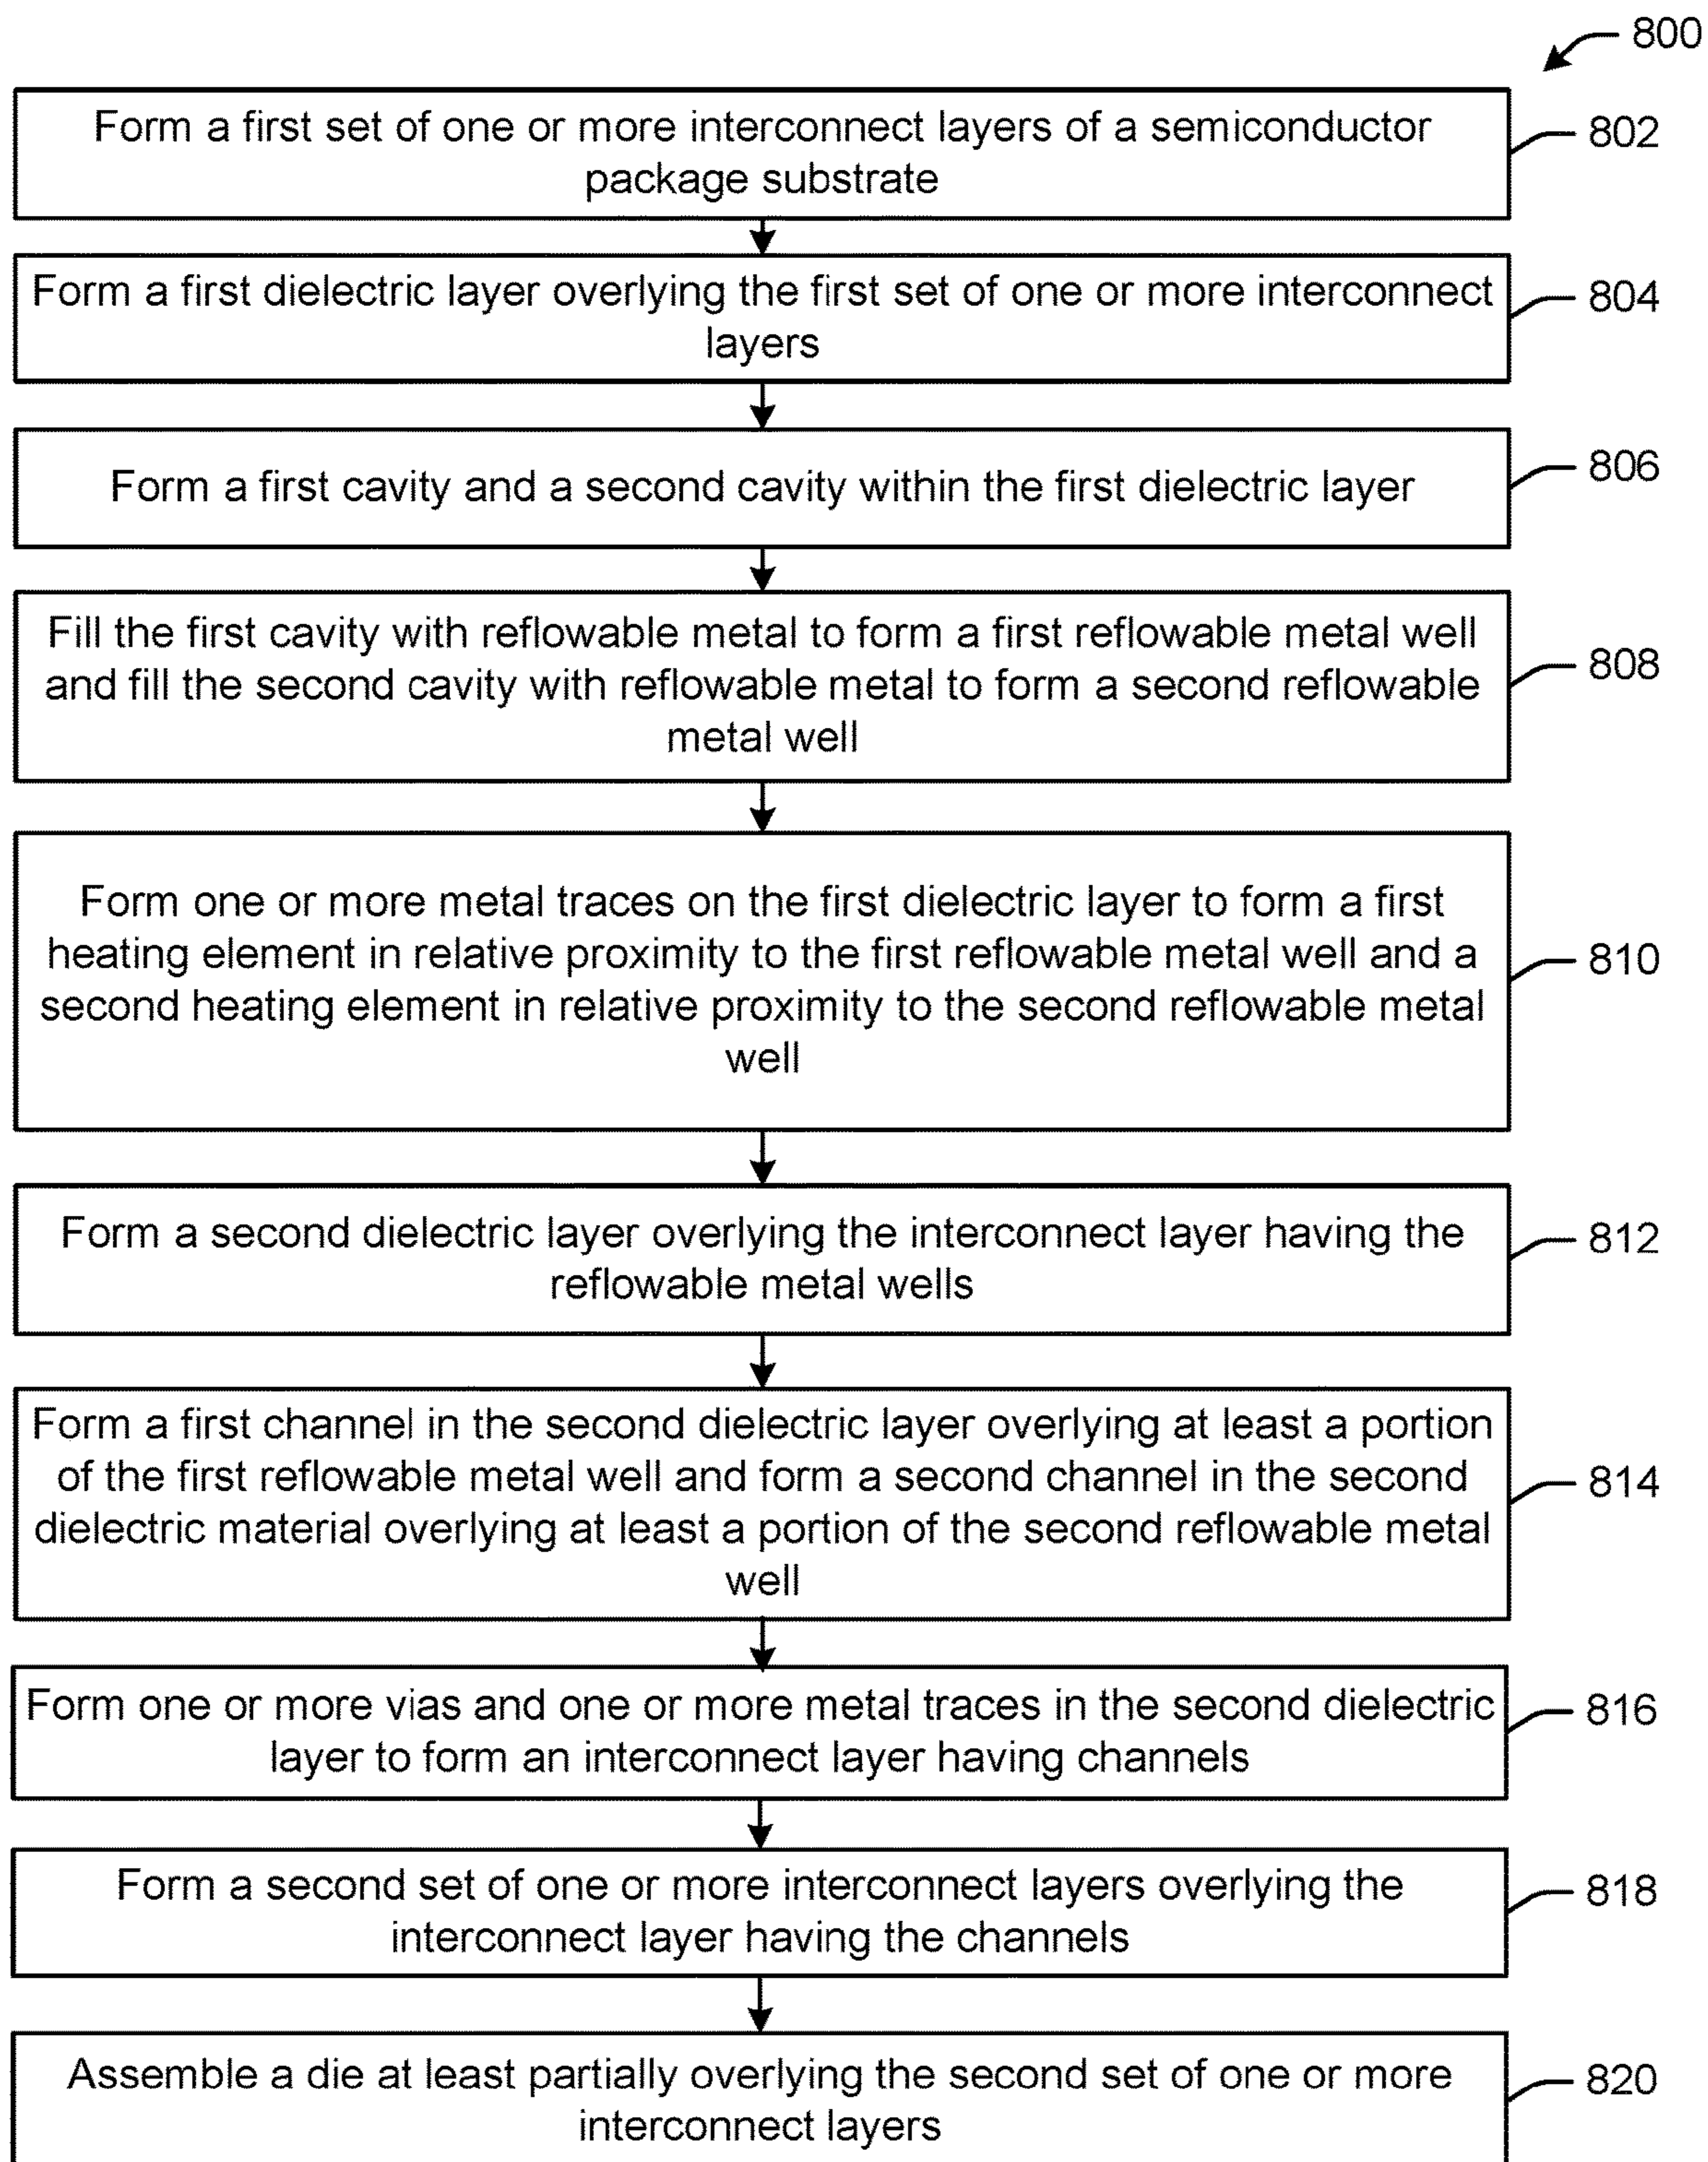 800
Form a first set of one or more interconnect layers of a semiconductor
package substrate
802
Form a first dielectric layer overlying the first set of one or more interconnect
layers
804
Form a first cavity and a second cavity within the first dielectric layer
806
Fill the first cavity with reflowable metal to form a first reflowable metal well
and fill the second cavity with reflowable metal to form a second reflowable
metal well
808
Form one or more metal traces on the first dielectric layer to form a first
heating element in relative proximity to the first reflowable metal well and a
second heating element in relative proximity to the second reflowable metal
well
810
Form a second dielectric layer overlying the interconnect layer having the
reflowable metal wells
812
Form a first channel in the second dielectric layer overlying at least a portion
of the first reflowable metal well and form a second channel in the second
dielectric material overlying at least a portion of the second reflowable metal
well
814
Form one or more vias and one or more metal traces in the second dielectric
layer to form an interconnect layer having channels
816
Form a second set of one or more interconnect layers overlying the
interconnect layer having the channels
818
Assemble a die at least partially overlying the second set of one or more
interconnect layers
820